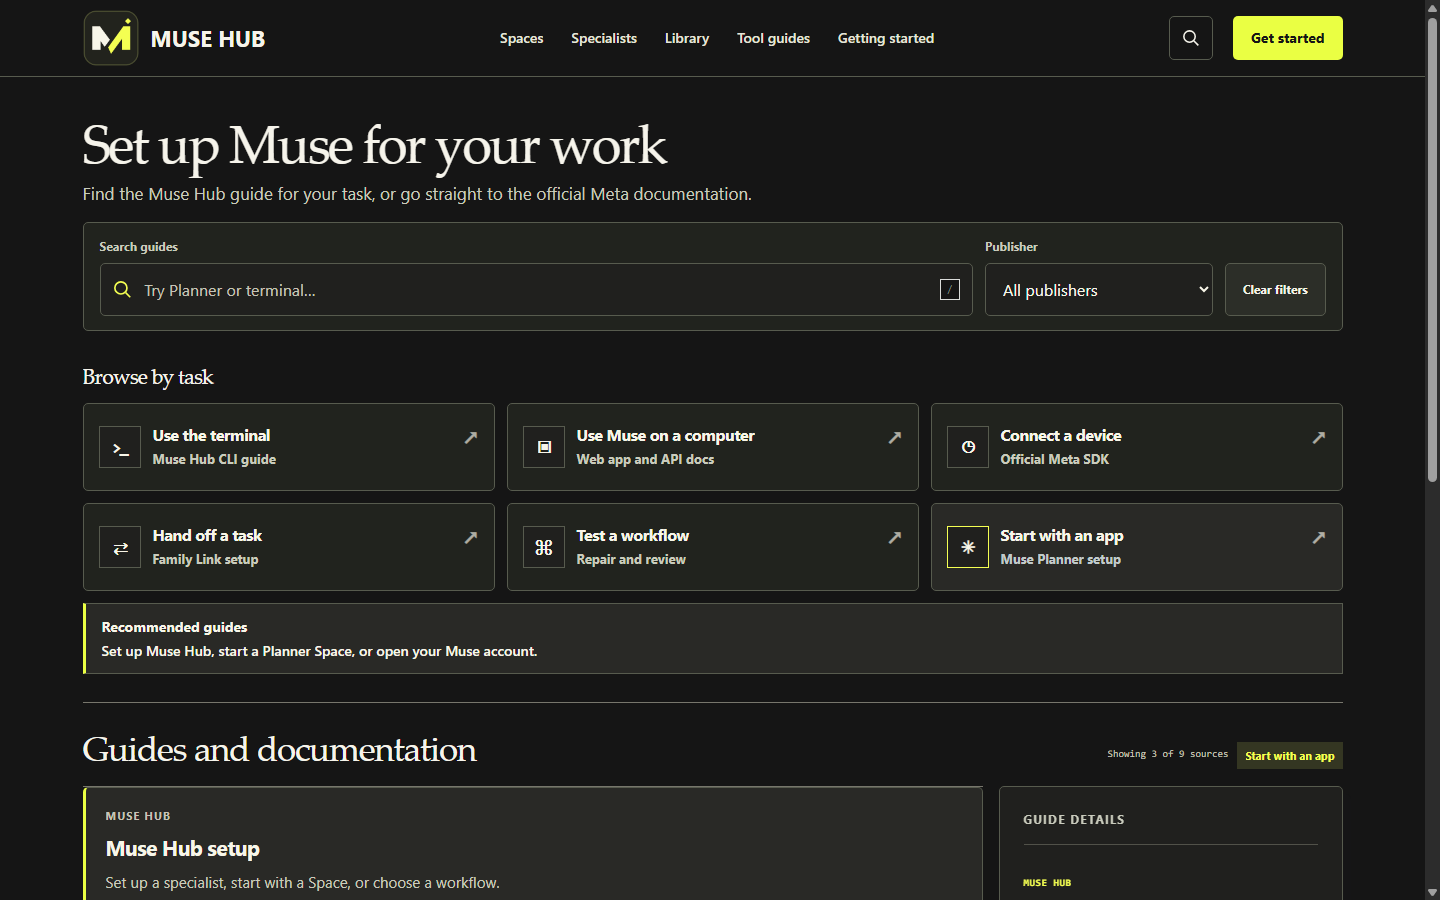 MUSE HUB
Spaces
Specialists
Library
Tool guides
Getting started
Get started
Set up Muse for your work
Find the Muse Hub guide for your task, or go straight to the official Meta documentation.
Search guides
Publisher
Try Planner or terminal...
/
All publishers
Clear filters
Browse by task
Use the terminal
Muse Hub CLI guide
Use Muse on a computer
Web app and API docs
Connect a device
Official Meta SDK
Hand off a task
Family Link setup
Test a workflow
Repair and review
Start with an app
Muse Planner setup
Recommended guides
Set up Muse Hub, start a Planner Space, or open your Muse account.
Guides and documentation
Showing 3 of 9 sources
Start with an app
MUSE HUB
Muse Hub setup
Set up a specialist, start with a Space, or choose a workflow.
GUIDE DETAILS
MUSE HUB